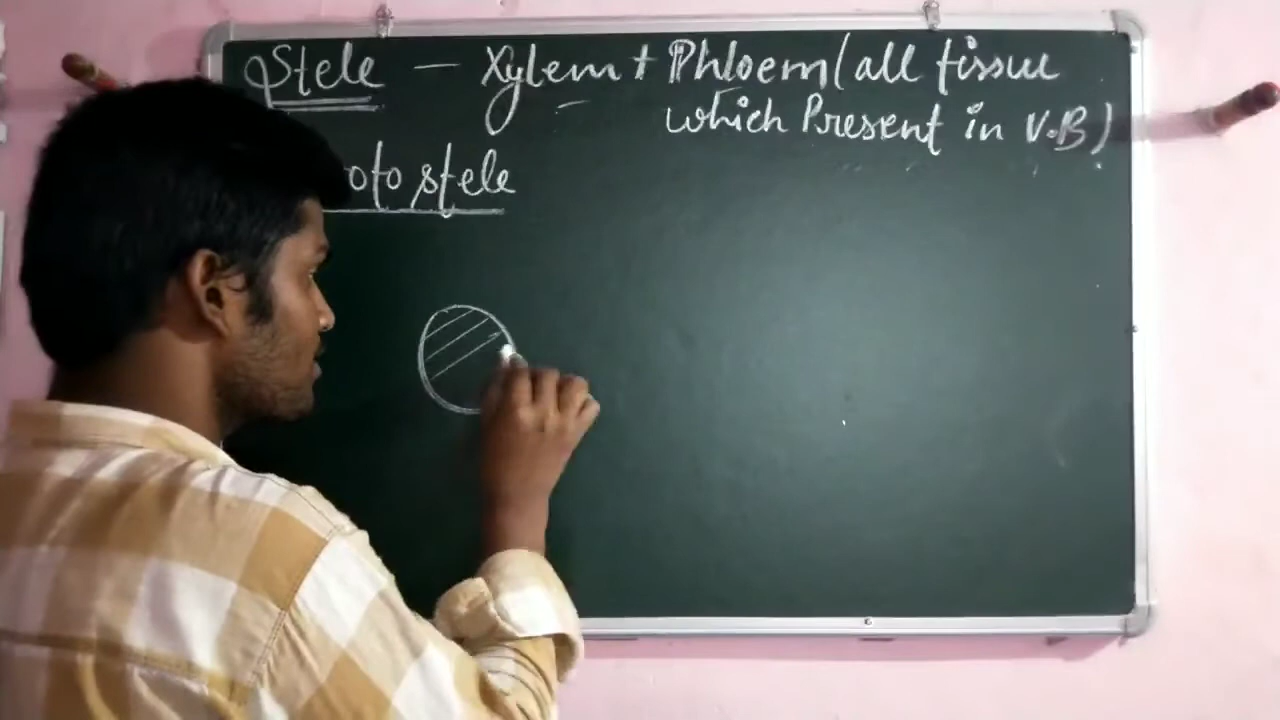 Stele - Xylem + Phloem (all tissue
which Present in V.B)
oto stele